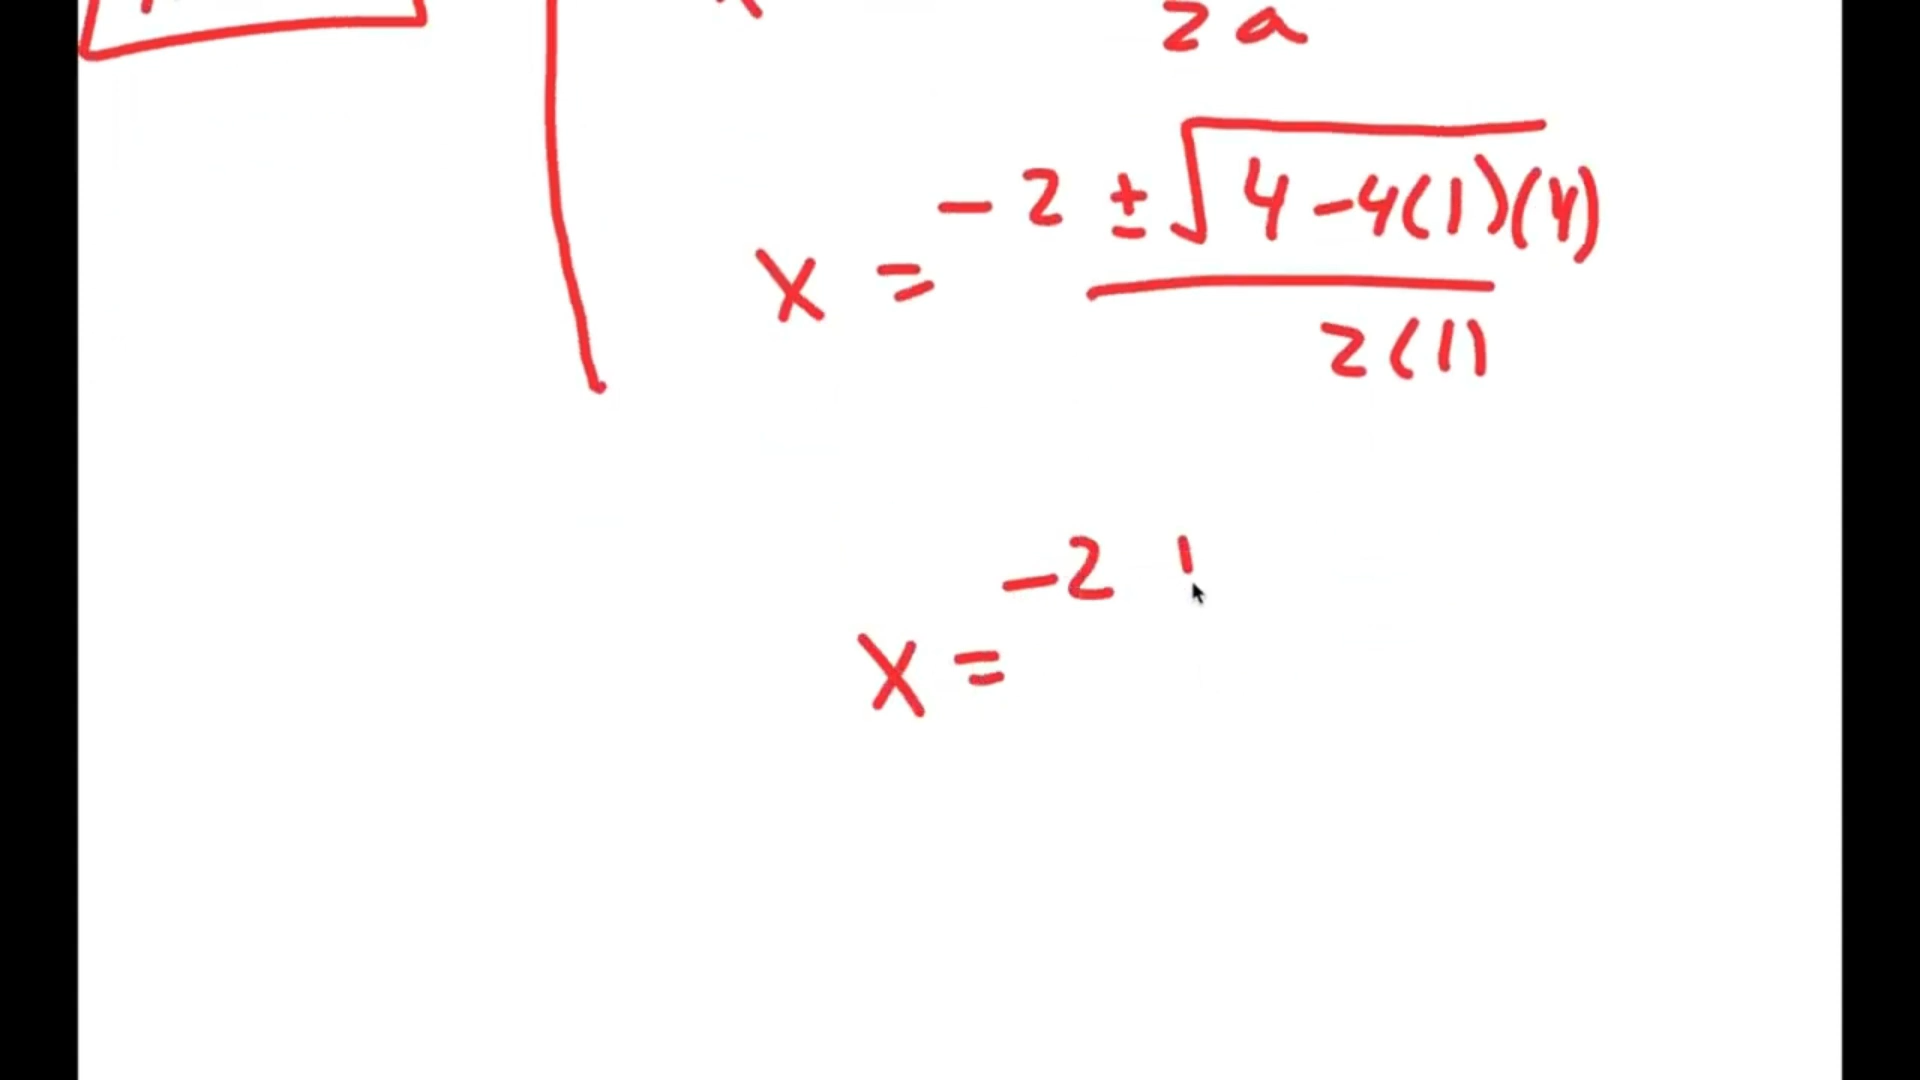 2a
x = -2 ± √4-4(1)(4)
2(1)
x = -2